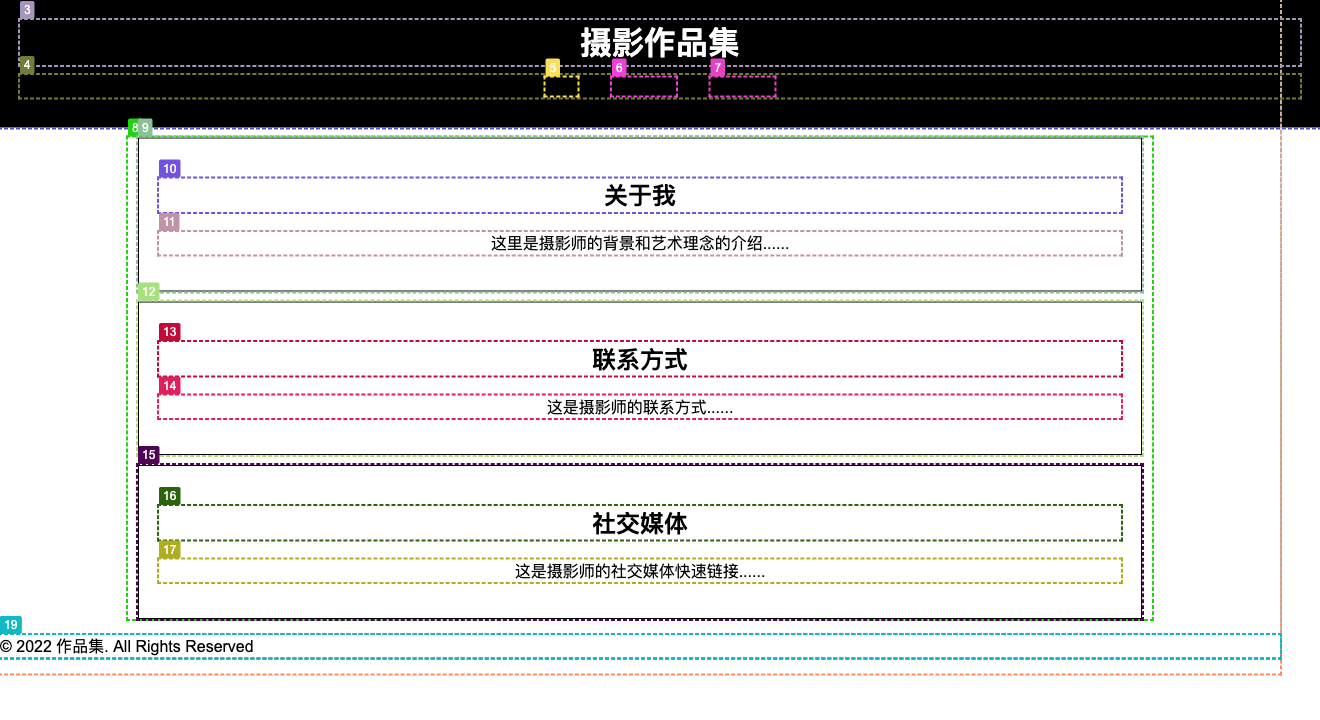 3
摄影作品集
4
5
6
7
8
9
10
关于我
11
这里是摄影师的背景和艺术理念的介绍......
12
13
联系方式
14
这是摄影师的联系方式......
15
16
社交媒体
17
这是摄影师的社交媒体快速链接......
19
© 2022 作品集. All Rights Reserved